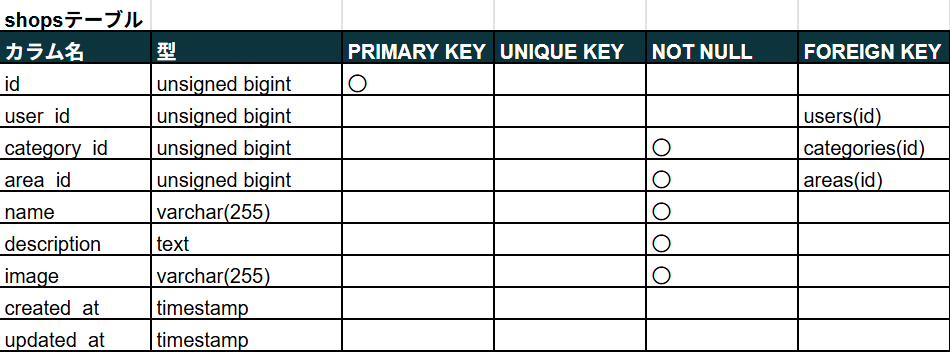 shopsテーブル
カラム名 型 PRIMARY KEY UNIQUE KEY NOT NULL FOREIGN KEY
id unsigned bigint 〇
user_id unsigned bigint users(id)
category_id unsigned bigint 〇 categories(id)
area_id unsigned bigint 〇 areas(id)
name varchar(255) 〇
description text 〇
image varchar(255) 〇
created_at timestamp
updated_at timestamp